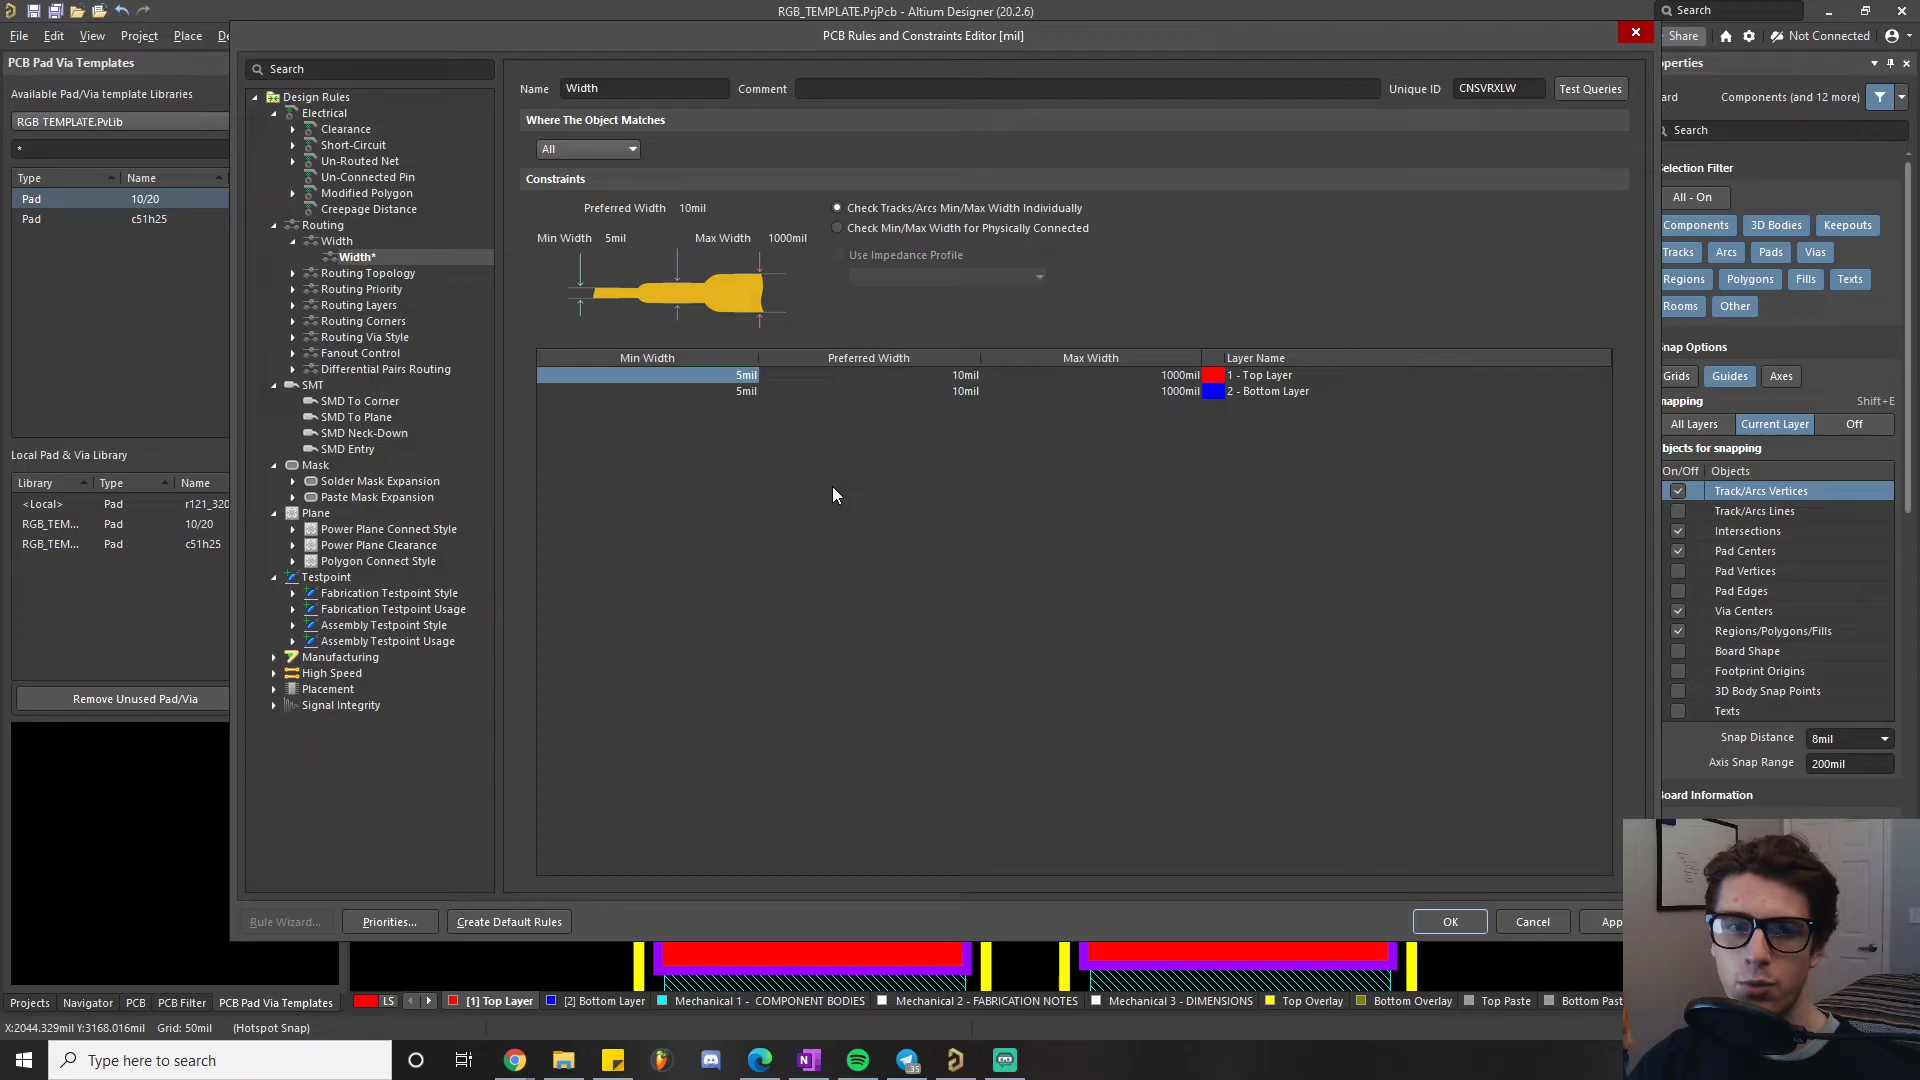 RGB_TEMPLATE.PrjPcb - Altium Designer (20.2.6)
Search
File Edit View Project Place De
PCB Rules and Constraints Editor [mil]
Share
Not Connected
PCB Pad Via Templates
Available Pad/Via template Libraries
RGB TEMPLATE.PvLib
*
Type Name
Pad 10/20
Pad c51h25
Local Pad & Via Library
Library Type Name
<Local> Pad r121_320
RGB_TEM... Pad 10/20
RGB_TEM... Pad c51h25
Remove Unused Pad/Via
Search
Design Rules
Electrical
Clearance
Short-Circuit
Un-Routed Net
Un-Connected Pin
Modified Polygon
Creepage Distance
Routing
Width
Width*
Routing Topology
Routing Priority
Routing Layers
Routing Corners
Routing Via Style
Fanout Control
Differential Pairs Routing
SMT
SMD To Corner
SMD To Plane
SMD Neck-Down
SMD Entry
Mask
Solder Mask Expansion
Paste Mask Expansion
Plane
Power Plane Connect Style
Power Plane Clearance
Polygon Connect Style
Testpoint
Fabrication Testpoint Style
Fabrication Testpoint Usage
Assembly Testpoint Style
Assembly Testpoint Usage
Manufacturing
High Speed
Placement
Signal Integrity
Name Width Comment Unique ID CNSVRXLW Test Queries
Where The Object Matches
All
Constraints
Preferred Width 10mil
Min Width 5mil Max Width 1000mil
Check Tracks/Arcs Min/Max Width Individually
Check Min/Max Width for Physically Connected
Use Impedance Profile
Min Width Preferred Width Max Width Layer Name
5mil 10mil 1000mil 1 - Top Layer
5mil 10mil 1000mil 2 - Bottom Layer
Rule Wizard... Priorities... Create Default Rules
OK Cancel App
operties
ard Components (and 12 more)
Search
election Filter
All - On
Components 3D Bodies Keepouts
Tracks Arcs Pads Vias
Regions Polygons Fills Texts
Rooms Other
nap Options
Grids Guides Axes
napping Shift+E
All Layers Current Layer Off
bjects for snapping
On/Off Objects
Track/Arcs Vertices
Track/Arcs Lines
Intersections
Pad Centers
Pad Vertices
Pad Edges
Via Centers
Regions/Polygons/Fills
Board Shape
Footprint Origins
3D Body Snap Points
Texts
Snap Distance 8mil
Axis Snap Range 200mil
Board Information
Projects Navigator PCB PCB Filter PCB Pad Via Templates
LS [1] Top Layer [2] Bottom Layer Mechanical 1 - COMPONENT BODIES Mechanical 2 - FABRICATION NOTES Mechanical 3 - DIMENSIONS Top Overlay Bottom Overlay Top Paste Bottom Past
X:2044.329mil Y:3168.016mil Grid: 50mil (Hotspot Snap)
Type here to search
35